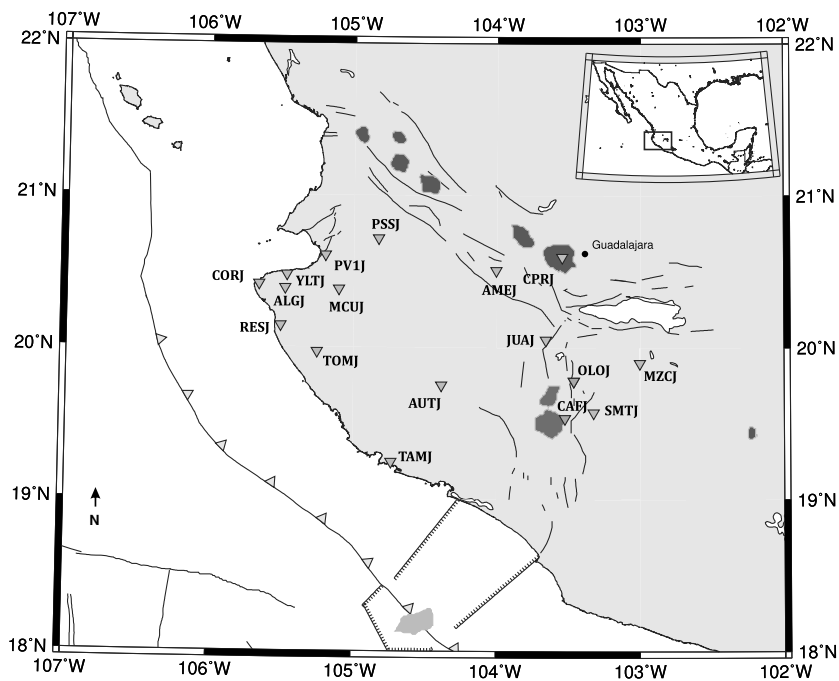 107°W 106°W 105°W 104°W 103°W 102°W
22°N 22°N
21°N 21°N
Guadalajara
PSSJ
PV1J
CORJ YLTJ CPRJ
ALGJ AMEJ
MCUJ
RESJ
20°N JUAJ 20°N
TOMJ OLOJ
MZCJ
AUTJ CAFJ SMTJ
TAMJ
19°N 19°N
N
18°N 18°N
107°W 106°W 105°W 104°W 103°W 102°W